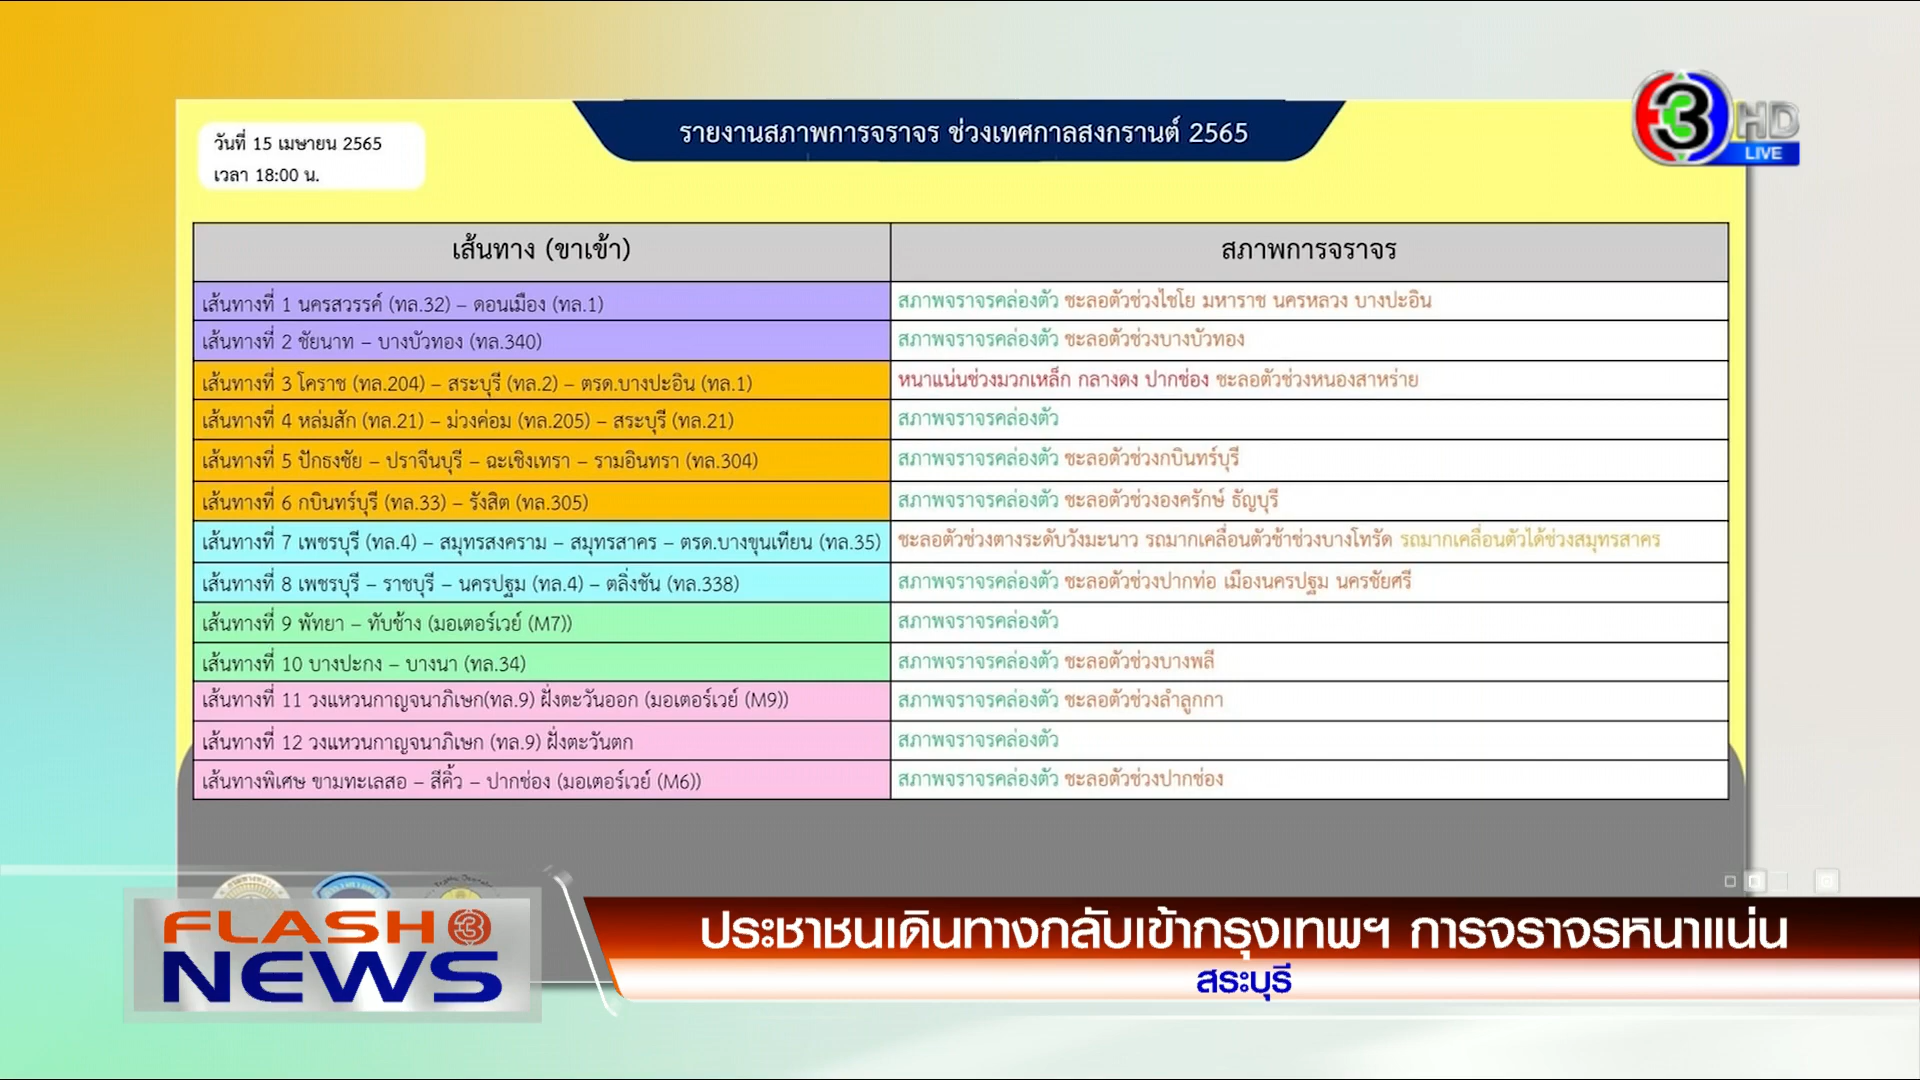 3 HD
LIVE
รายงานสภาพการจราจร ช่วงเทศกาลสงกรานต์ 2565
วันที่ 15 เมษายน 2565
เวลา 18:00 น.
เส้นทาง (ขาเข้า) สภาพการจราจร
เส้นทางที่ 1 นครสวรรค์ (ทล.32) – ดอนเมือง (ทล.1) สภาพจราจรคล่องตัว ชะลอตัวช่วงไชโย มหาราช นครหลวง บางปะอิน
เส้นทางที่ 2 ชัยนาท – บางบัวทอง (ทล.340) สภาพจราจรคล่องตัว ชะลอตัวช่วงบางบัวทอง
เส้นทางที่ 3 โคราช (ทล.204) – สระบุรี (ทล.2) – ตรด.บางปะอิน (ทล.1) หนาแน่นช่วงมวกเหล็ก กลางดง ปากช่อง ชะลอตัวช่วงหนองสาหร่าย
เส้นทางที่ 4 หล่มสัก (ทล.21) – ม่วงค่อม (ทล.205) – สระบุรี (ทล.21) สภาพจราจรคล่องตัว
เส้นทางที่ 5 ปักธงชัย – ปราจีนบุรี – ฉะเชิงเทรา – รามอินทรา (ทล.304) สภาพจราจรคล่องตัว ชะลอตัวช่วงกบินทร์บุรี
เส้นทางที่ 6 กบินทร์บุรี (ทล.33) – รังสิต (ทล.305) สภาพจราจรคล่องตัว ชะลอตัวช่วงองครักษ์ ธัญบุรี
เส้นทางที่ 7 เพชรบุรี (ทล.4) – สมุทรสงคราม – สมุทรสาคร – ตรด.บางขุนเทียน (ทล.35) ชะลอตัวช่วงตางระดับวังมะนาว รถมากเคลื่อนตัวช้าช่วงบางโทรัด รถมากเคลื่อนตัวได้ช่วงสมุทรสาคร
เส้นทางที่ 8 เพชรบุรี – ราชบุรี – นครปฐม (ทล.4) – ตลิ่งชัน (ทล.338) สภาพจราจรคล่องตัว ชะลอตัวช่วงปากท่อ เมืองนครปฐม นครชัยศรี
เส้นทางที่ 9 พัทยา – ทับช้าง (มอเตอร์เวย์ (M7)) สภาพจราจรคล่องตัว
เส้นทางที่ 10 บางปะกง – บางนา (ทล.34) สภาพจราจรคล่องตัว ชะลอตัวช่วงบางพลี
เส้นทางที่ 11 วงแหวนกาญจนาภิเษก(ทล.9) ฝั่งตะวันออก (มอเตอร์เวย์ (M9)) สภาพจราจรคล่องตัว ชะลอตัวช่วงลำลูกกา
เส้นทางที่ 12 วงแหวนกาญจนาภิเษก (ทล.9) ฝั่งตะวันตก สภาพจราจรคล่องตัว
เส้นทางพิเศษ ขามทะเลสอ – สีคิ้ว – ปากช่อง (มอเตอร์เวย์ (M6)) สภาพจราจรคล่องตัว ชะลอตัวช่วงปากช่อง
FLASH 3
NEWS
ประชาชนเดินทางกลับเข้ากรุงเทพฯ การจราจรหนาแน่น
สระบุรี